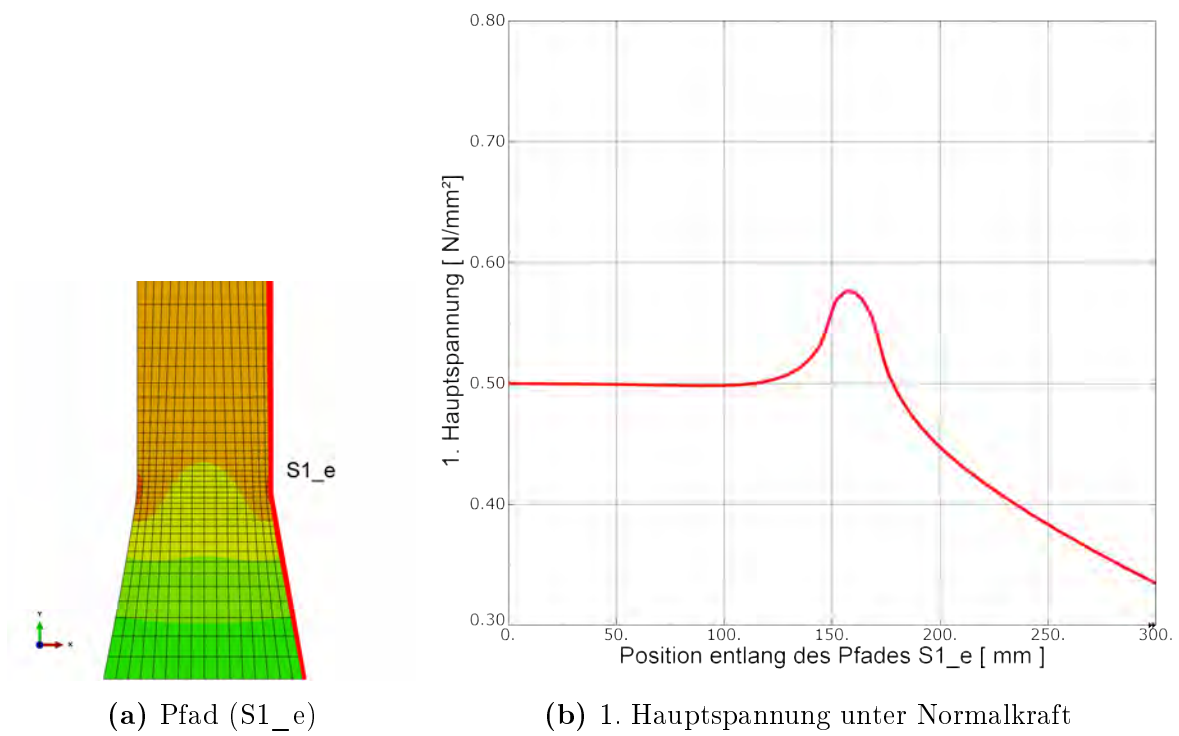 S1_e
Y
X
1. Hauptspannung [ N/mm²]
0.80
0.70
0.60
0.50
0.40
0.30
0.
50.
100.
150.
200.
250.
300.
Position entlang des Pfades S1_e [ mm ]
(a) Pfad (S1_e)
(b) 1. Hauptspannung unter Normalkraft